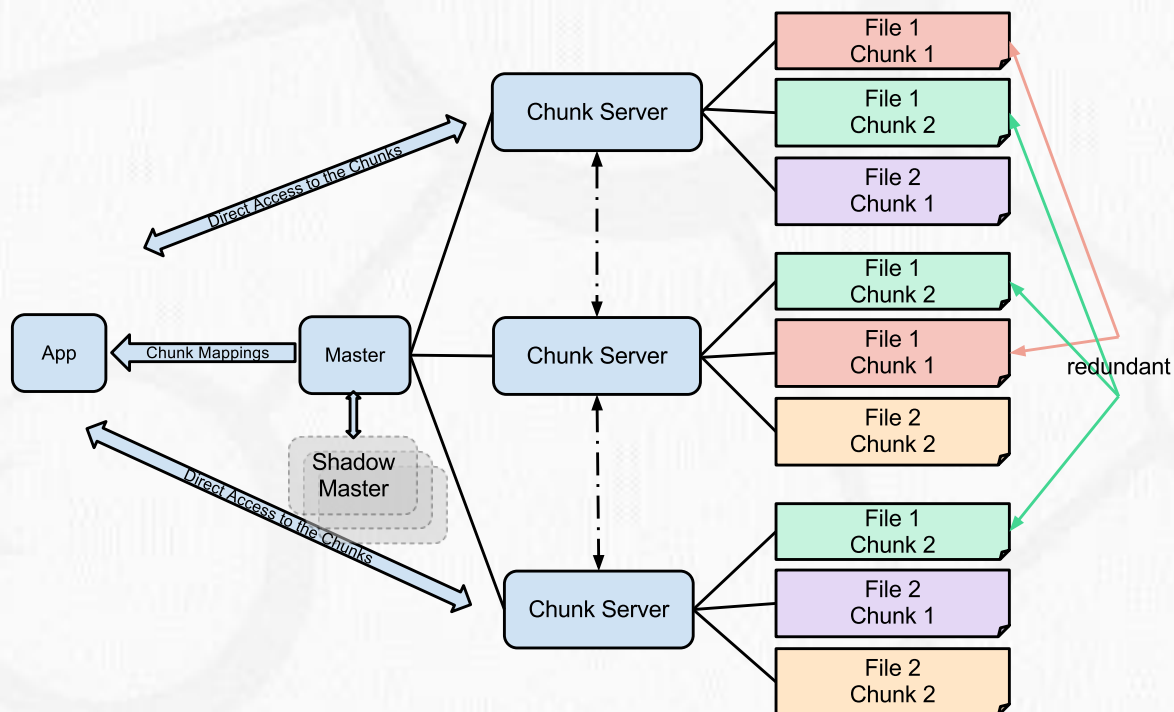 File 1
Chunk 1
File 1
Chunk 2
File 2
Chunk 1
Chunk Server
Direct Access to the Chunks
File 1
Chunk 2
File 1
Chunk 1
File 2
Chunk 2
Chunk Server
App
Chunk Mappings
Master
redundant
Shadow
Master
Direct Access to the Chunks
File 1
Chunk 2
File 2
Chunk 1
File 2
Chunk 2
Chunk Server